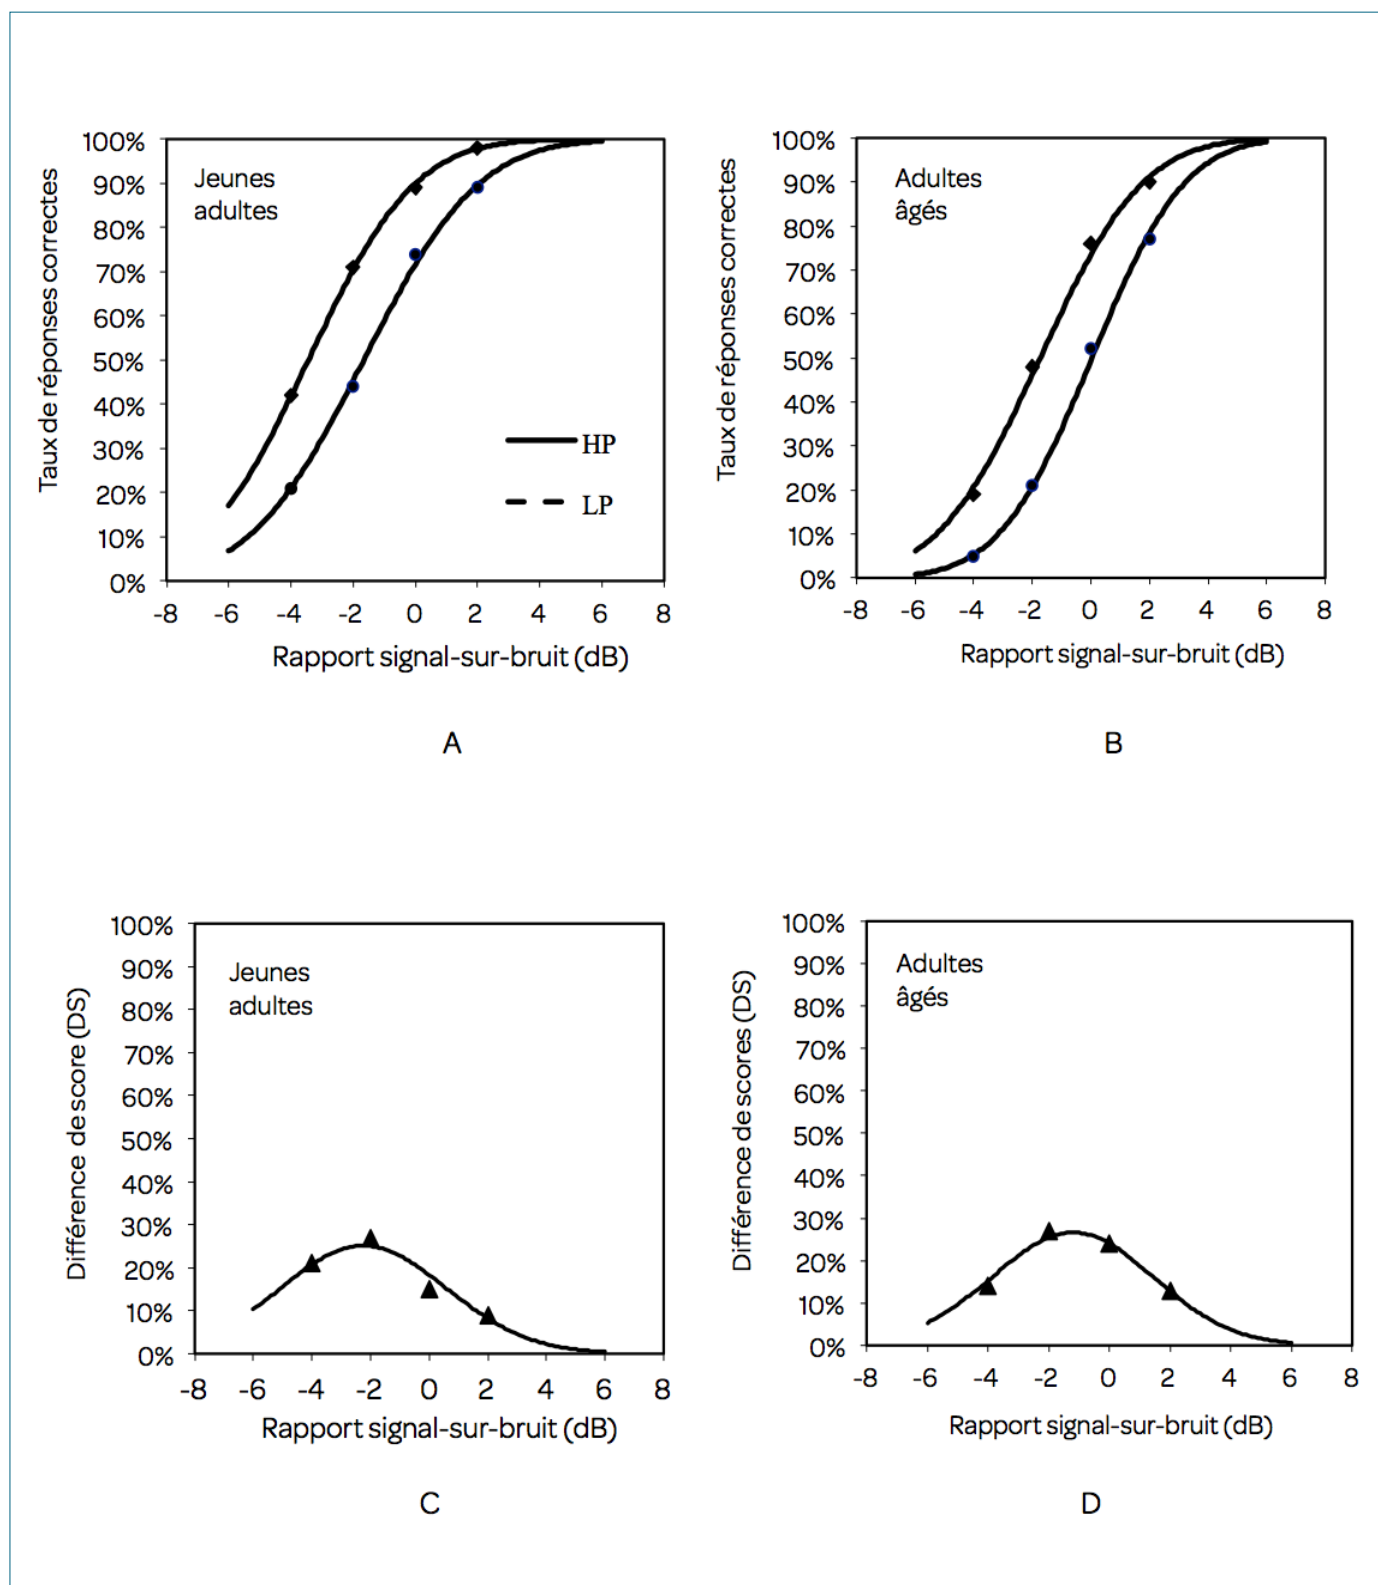 Taux de réponses correctes
100%
90%
80%
70%
60%
50%
40%
30%
20%
10%
0%
Jeunes
adultes
HP
LP
-8 -6 -4 -2 0 2 4 6 8
Rapport signal-sur-bruit (dB)
A
Taux de réponses correctes
100%
90%
80%
70%
60%
50%
40%
30%
20%
10%
0%
Adultes
âgés
-8 -6 -4 -2 0 2 4 6 8
Rapport signal-sur-bruit (dB)
B
Différence de score (DS)
100%
90%
80%
70%
60%
50%
40%
30%
20%
10%
0%
Jeunes
adultes
-8 -6 -4 -2 0 2 4 6 8
Rapport signal-sur-bruit (dB)
C
Différence de scores (DS)
100%
90%
80%
70%
60%
50%
40%
30%
20%
10%
0%
Adultes
âgés
-8 -6 -4 -2 0 2 4 6 8
Rapport signal-sur-bruit (dB)
D